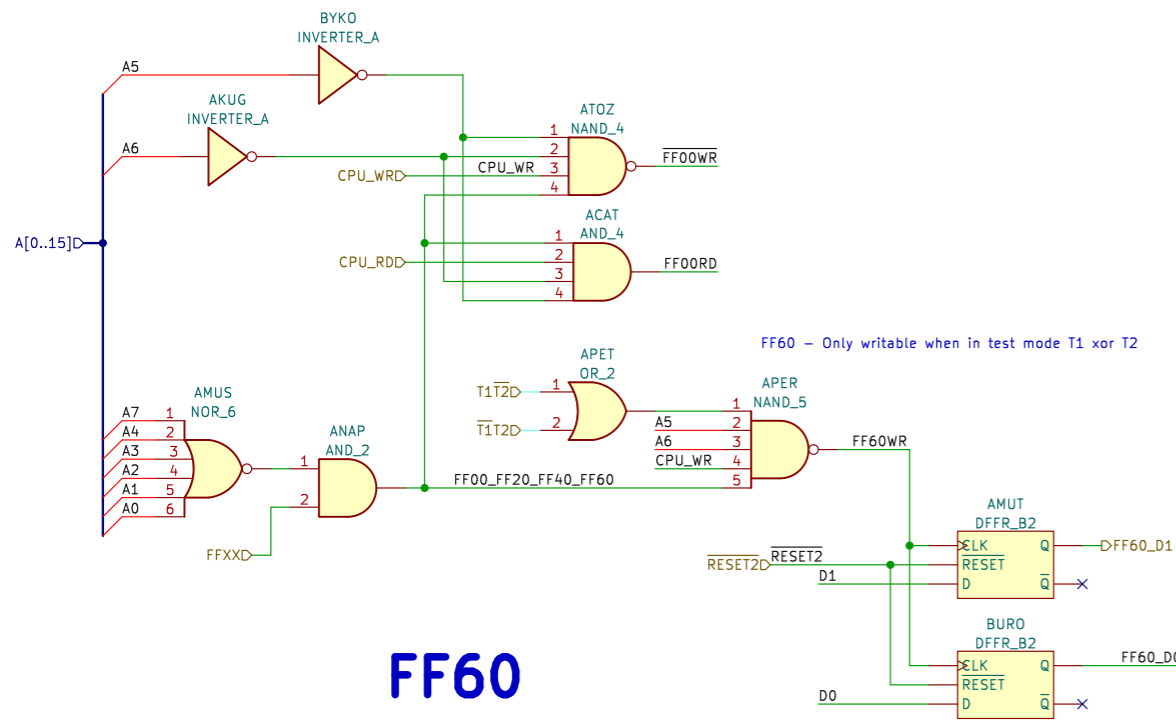 BYKO
INVERTER_A
A5
AKUG
INVERTER_A
A6
ATOZ
NAND_4
1
2
3
4
CPU_WR
CPU_WR
FF00WR
A[0..15]
ACAT
AND_4
1
2
3
4
CPU_RD
FF00RD
FF60 – Only writable when in test mode T1 xor T2
APET
OR_2
T1T2
1
T1T2
2
APER
NAND_5
1
A5
2
A6
3
CPU_WR
4
5
FF60WR
AMUS
NOR_6
A7
1
A4
2
A3
3
A2
4
A1
5
A0
6
ANAP
AND_2
1
2
FF00_FF20_FF40_FF60
FFXX
AMUT
DFFR_B2
CLK
Q
FF60_D1
RESET2
RESET2
RESET
D1
D
Q
BURO
DFFR_B2
CLK
Q
FF60_D0
RESET
D0
D
Q
FF60